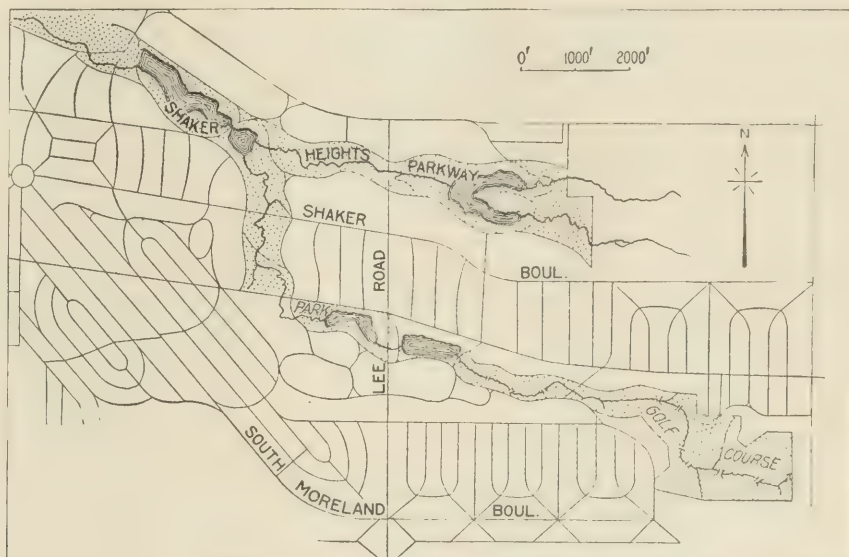 0' 1000' 2000'
SHAKER
HEIGHTS
PARKWAY
N
SHAKER
BOUL.
ROAD
PARK
LEE
GOLF
COURSE
SOUTH
MORELAND
BOUL.